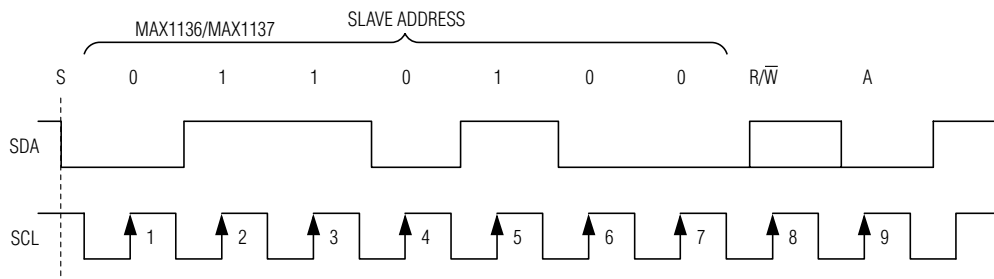 SLAVE ADDRESS
MAX1136/MAX1137
S 0 1 1 0 1 0 0 R/W̅ A
SDA
SCL 1 2 3 4 5 6 7 8 9